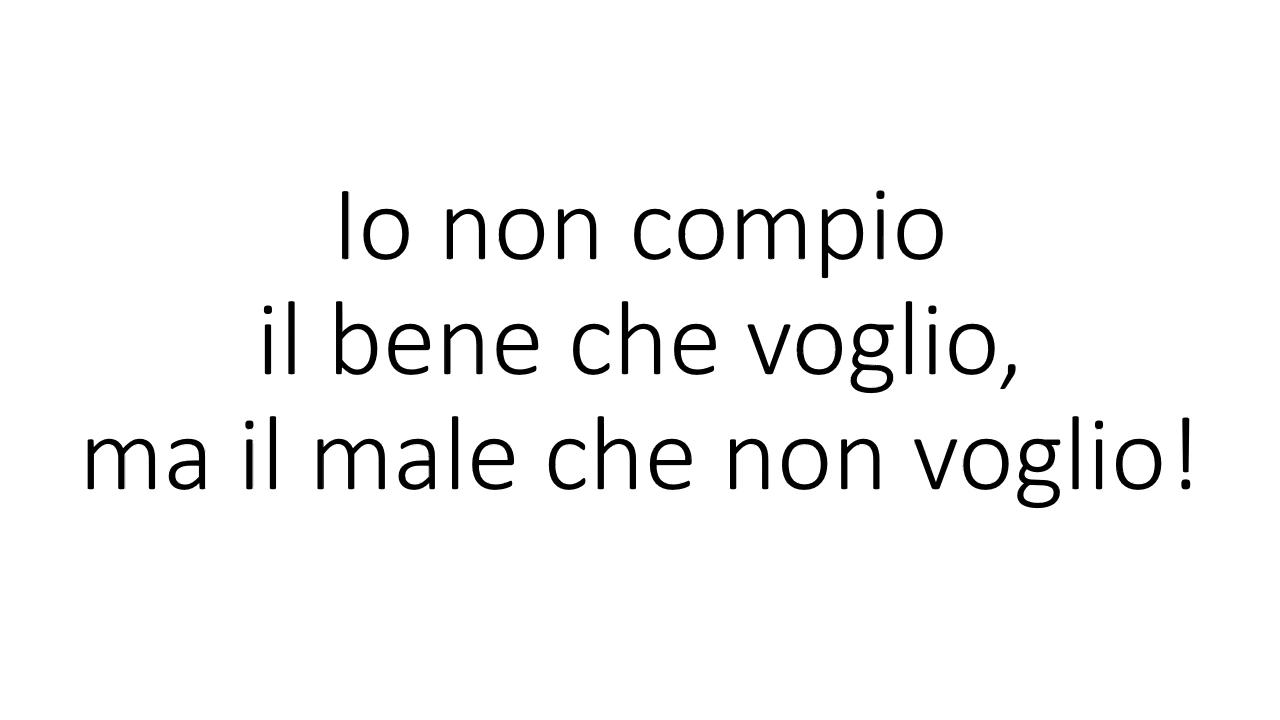 Io non compio
il bene che voglio,
ma il male che non voglio!